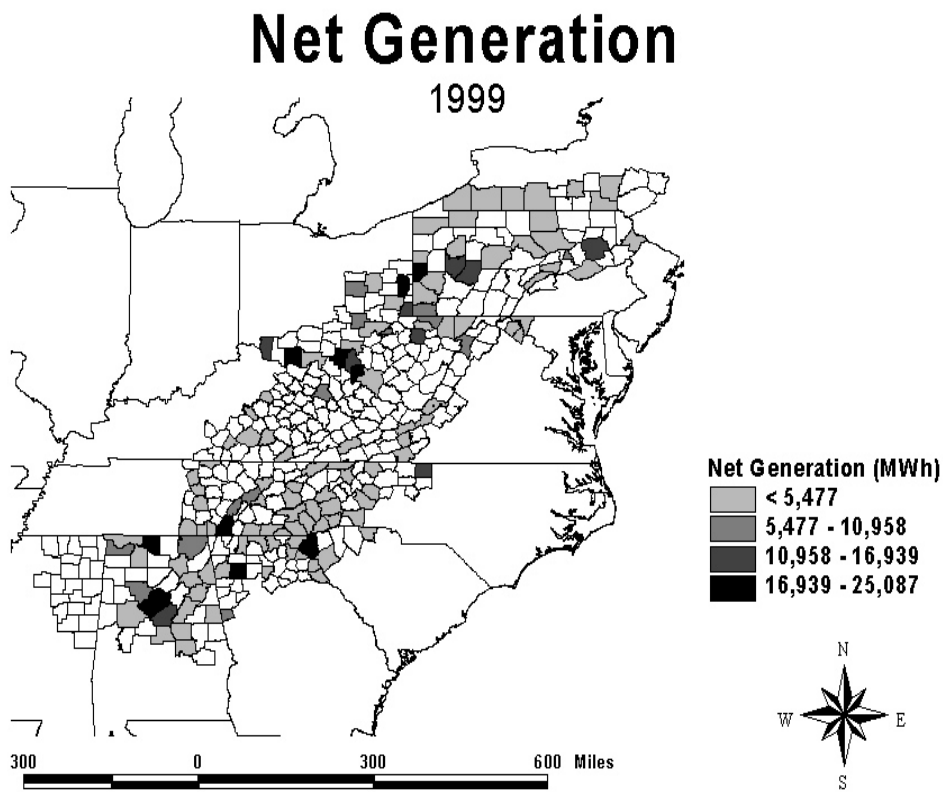 Net Generation
1999
Net Generation (MWh)
< 5,477
5,477 - 10,958
10,958 - 16,939
16,939 - 25,087
N
W E
S
300 0 300 600 Miles